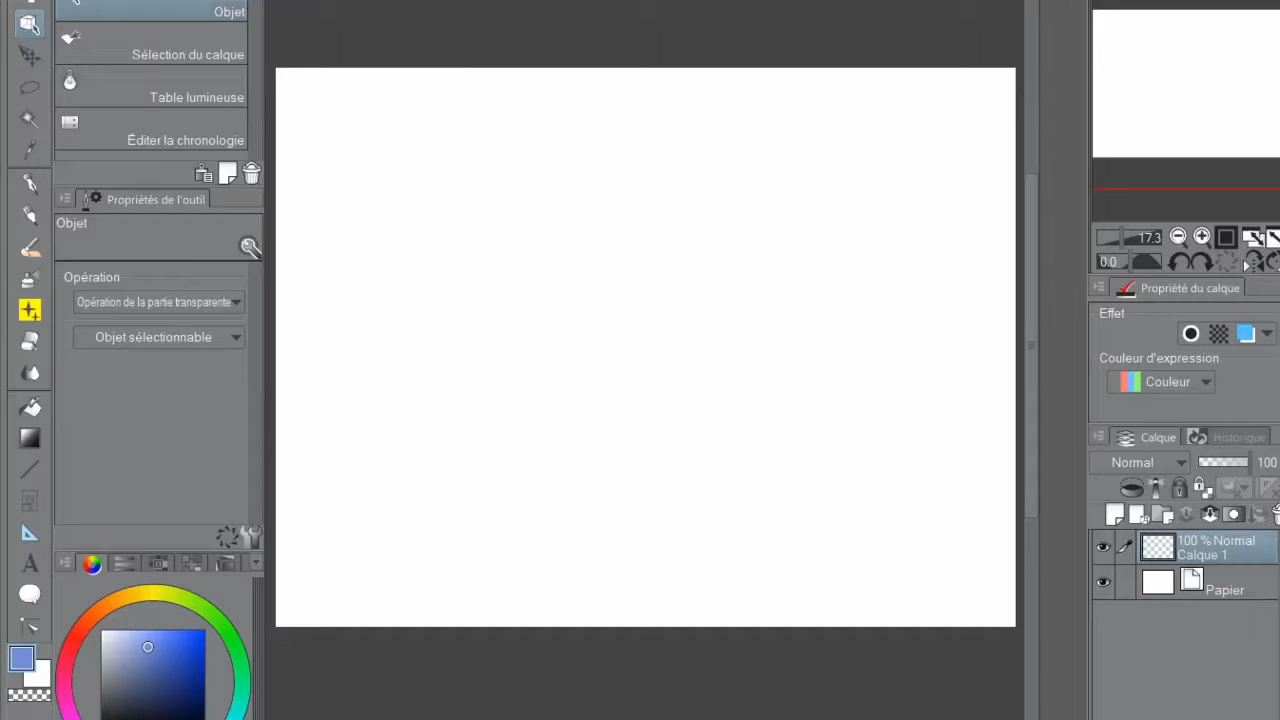 Objet
Sélection du calque
Table lumineuse
Éditer la chronologie
Propriétés de l'outil
Objet
Opération
Opération de la partie transparente
Objet sélectionnable
17.3
0.0
Propriété du calque
Effet
Couleur d'expression
Couleur
Calque
Historique
Normal
100
100 % Normal
Calque 1
Papier